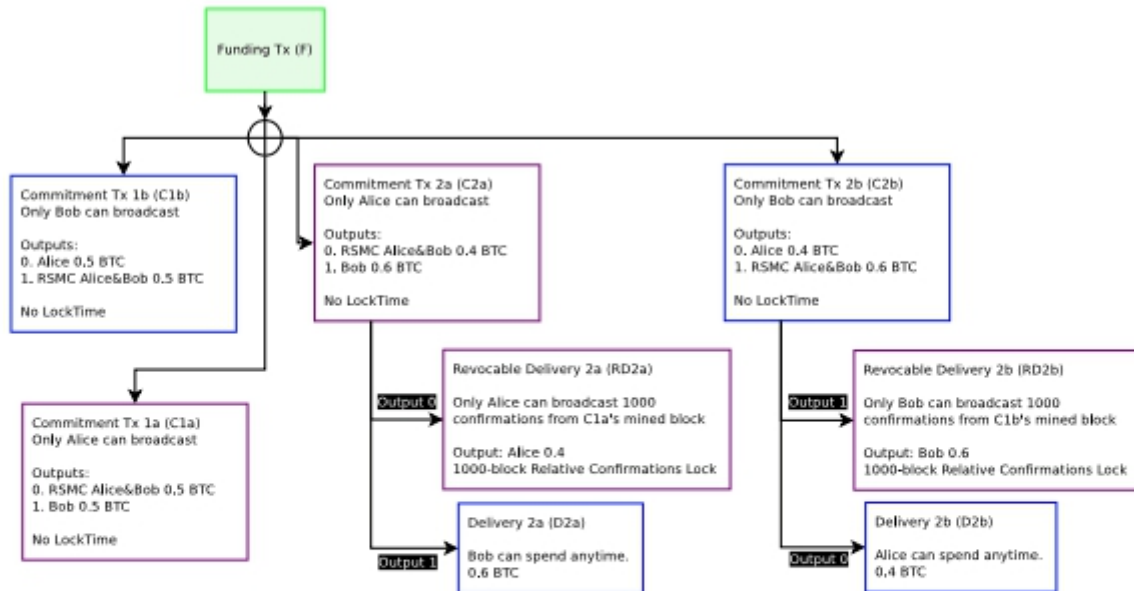 Funding Tx (F)
Commitment Tx 1b (C1b)
Only Bob can broadcast
Outputs:
0. Alice 0.5 BTC
1. RSMC Alice&Bob 0.5 BTC
No LockTime
Commitment Tx 2a (C2a)
Only Alice can broadcast
Outputs:
0. RSMC Alice&Bob 0.4 BTC
1. Bob 0.6 BTC
No LockTime
Commitment Tx 2b (C2b)
Only Bob can broadcast
Outputs:
0. Alice 0.4 BTC
1. RSMC Alice&Bob 0.6 BTC
No LockTime
Commitment Tx 1a (C1a)
Only Alice can broadcast
Outputs:
0. RSMC Alice&Bob 0.5 BTC
1. Bob 0.5 BTC
No LockTime
Output 0
Revocable Delivery 2a (RD2a)
Only Alice can broadcast 1000
confirmations from C1a's mined block
Output: Alice 0.4
1000-block Relative Confirmations Lock
Output 1
Revocable Delivery 2b (RD2b)
Only Bob can broadcast 1000
confirmations from C1b's mined block
Output: Bob 0.6
1000-block Relative Confirmations Lock
Output 1
Delivery 2a (D2a)
Bob can spend anytime.
0.6 BTC
Output 0
Delivery 2b (D2b)
Alice can spend anytime.
0.4 BTC